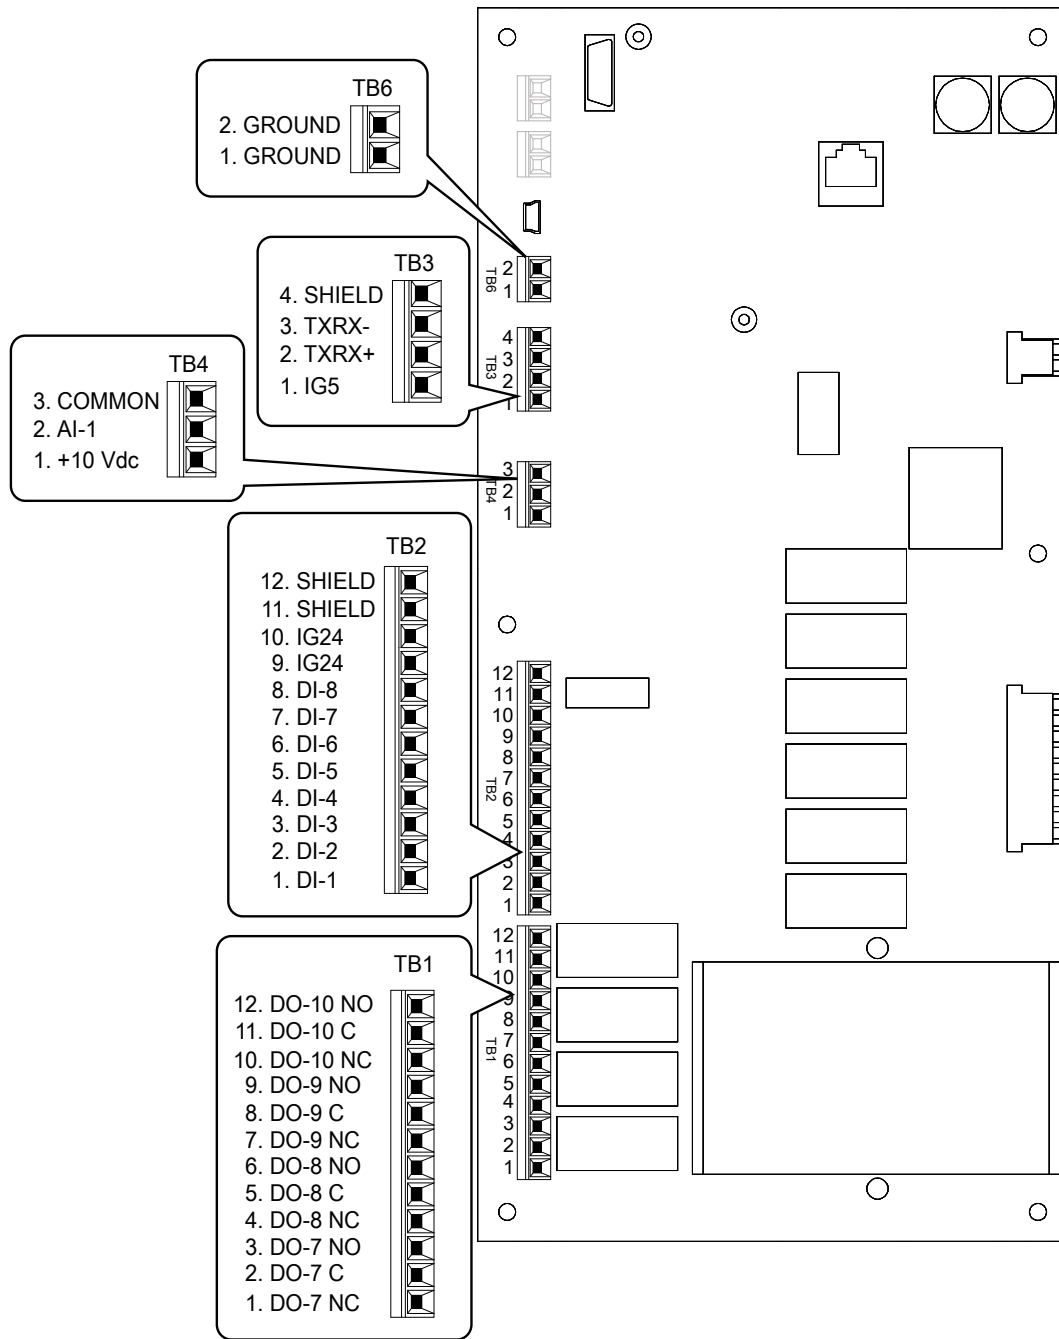 TB6
2. GROUND
1. GROUND
TB3
4. SHIELD
3. TXRX-
2. TXRX+
1. IG5
TB4
3. COMMON
2. AI-1
1. +10 Vdc
TB2
12. SHIELD
11. SHIELD
10. IG24
9. IG24
8. DI-8
7. DI-7
6. DI-6
5. DI-5
4. DI-4
3. DI-3
2. DI-2
1. DI-1
TB1
12. DO-10 NO
11. DO-10 C
10. DO-10 NC
9. DO-9 NO
8. DO-9 C
7. DO-9 NC
6. DO-8 NO
5. DO-8 C
4. DO-8 NC
3. DO-7 NO
2. DO-7 C
1. DO-7 NC
TB6
2
1
TB3
4
3
2
1
TB4
3
2
1
TB2
12
11
10
9
8
7
6
5
4
3
2
1
TB1
12
11
10
9
8
7
6
5
4
3
2
1